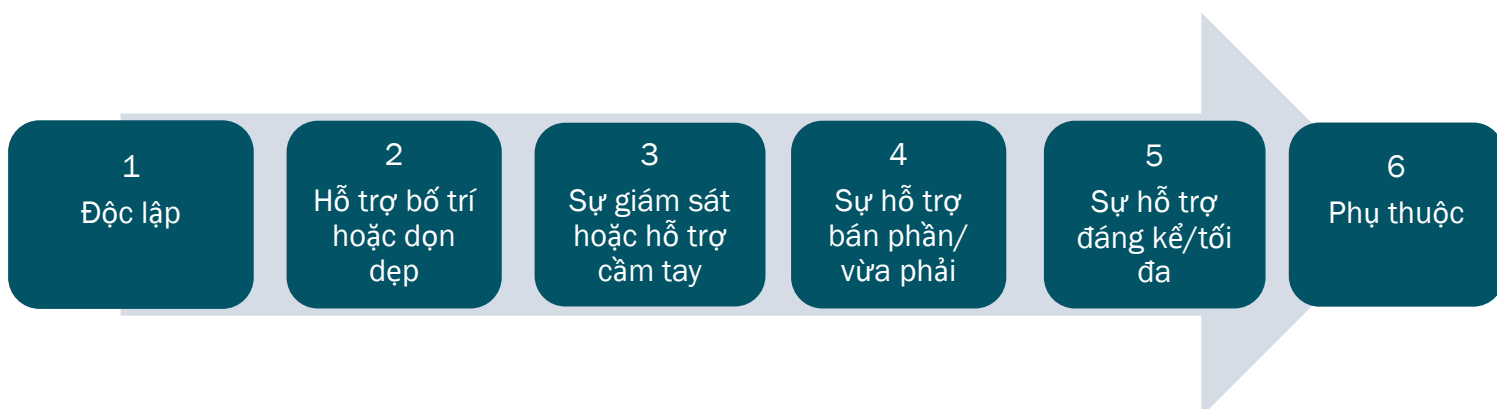 1
Độc lập
2
Hỗ trợ bố trí
hoặc dọn
dẹp
3
Sự giám sát
hoặc hỗ trợ
cầm tay
4
Sự hỗ trợ
bán phần/
vừa phải
5
Sự hỗ trợ
đáng kể/tối
đa
6
Phụ thuộc